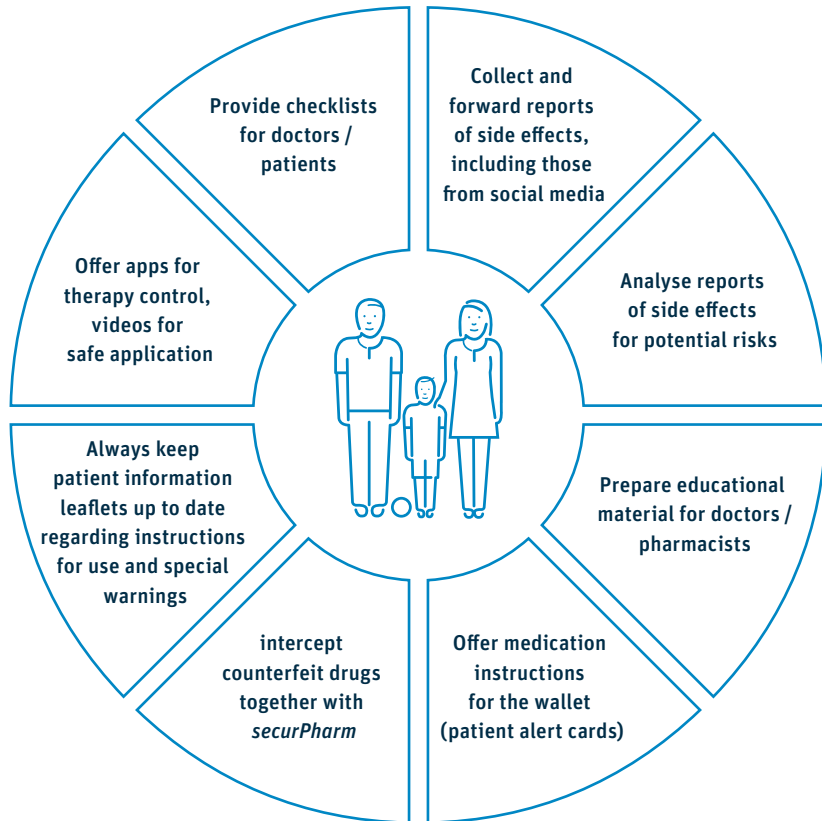 Provide checklists
for doctors /
patients
Collect and
forward reports
of side effects,
including those
from social media
Analyse reports
of side effects
for potential risks
Prepare educational
material for doctors /
pharmacists
Offer medication
instructions
for the wallet
(patient alert cards)
intercept
counterfeit drugs
together with
securPharm
Always keep
patient information
leaflets up to date
regarding instructions
for use and special
warnings
Offer apps for
therapy control,
videos for
safe application